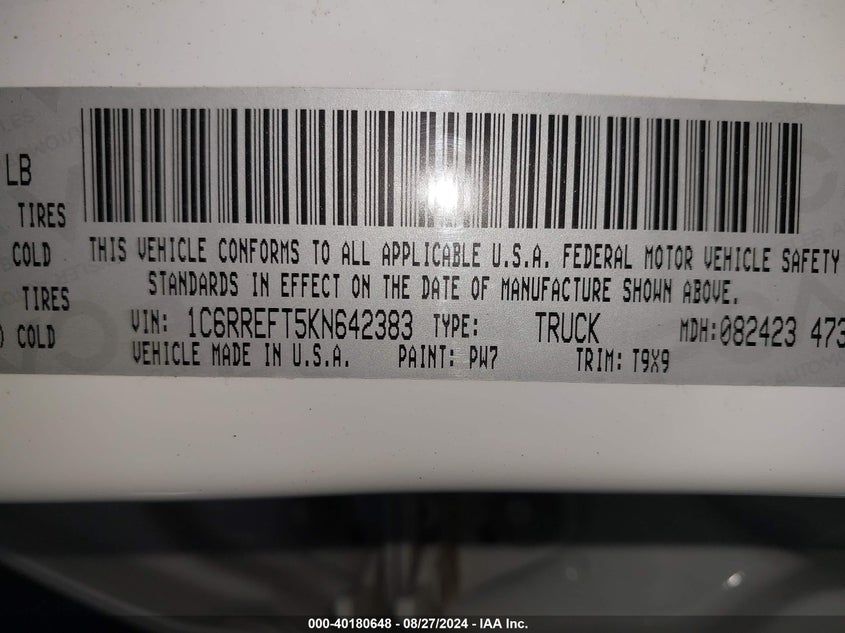 LB
TIRES
COLD
TIRES
) COLD
THIS VEHICLE CONFORMS TO ALL APPLICABLE U.S.A. FEDERAL MOTOR VEHICLE SAFETY
STANDARDS IN EFFECT ON THE DATE OF MANUFACTURE SHOWN ABOVE.
VIN: 1C6RREFT5KN642383 TYPE: TRUCK MDH:082423 473
VEHICLE MADE IN U.S.A. PAINT: PW7 TRIM: T9X9
000-40180648 - 08/27/2024 - IAA Inc.